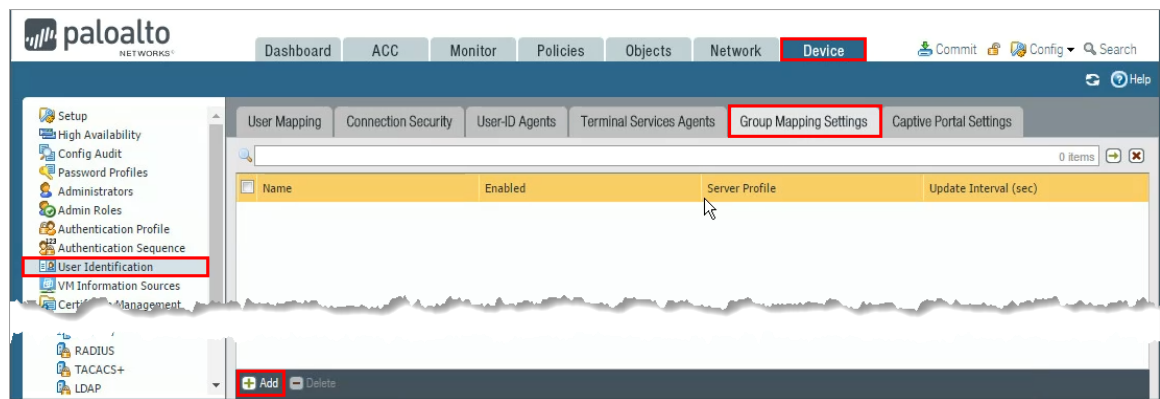 paloalto
NETWORKS®
Dashboard ACC Monitor Policies Objects Network Device Commit Config Search
Help
Setup
High Availability
Config Audit
Password Profiles
Administrators
Admin Roles
Authentication Profile
Authentication Sequence
User Identification
VM Information Sources
Management
RADIUS
TACACS+
LDAP
User Mapping Connection Security User-ID Agents Terminal Services Agents Group Mapping Settings Captive Portal Settings
0 items
Name Enabled Server Profile Update Interval (sec)
Add Delete